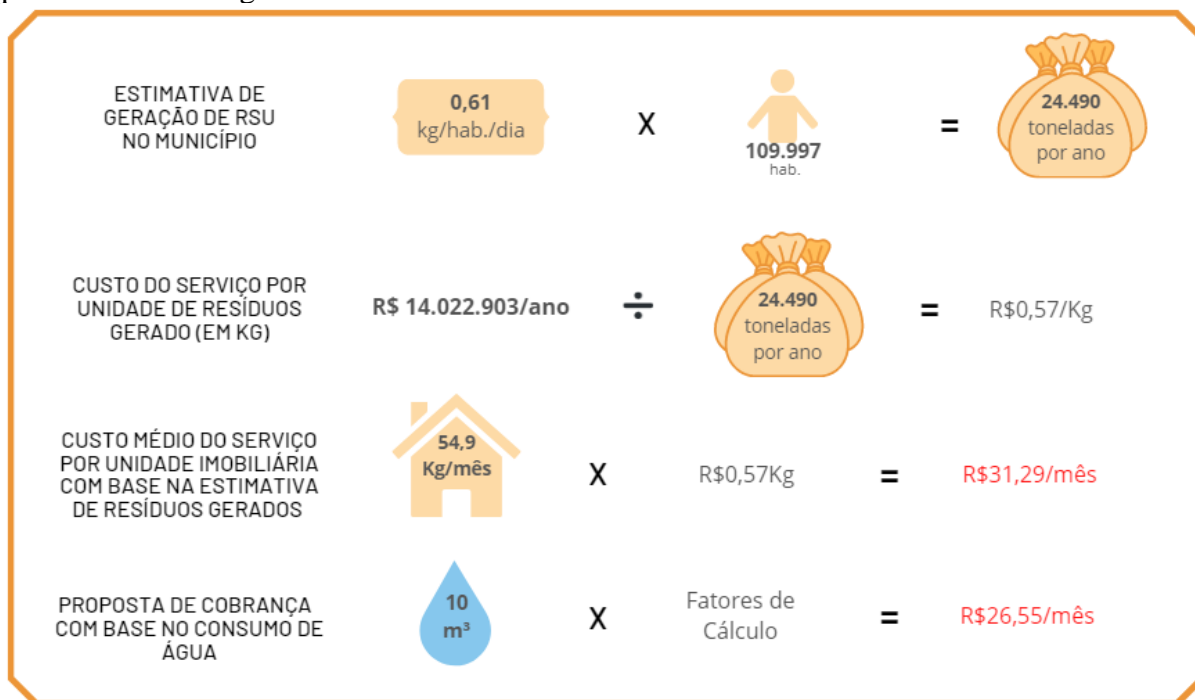 ESTIMATIVA DE
GERAÇÃO DE RSU
NO MUNICÍPIO
0,61
kg/hab./dia
X
109.997
hab.
=
24.490
toneladas
por ano
CUSTO DO SERVIÇO POR
UNIDADE DE RESÍDUOS
GERADO (EM KG)
R$ 14.022.903/ano
÷
24.490
toneladas
por ano
=
R$0,57/Kg
CUSTO MÉDIO DO SERVIÇO
POR UNIDADE IMOBILIÁRIA
COM BASE NA ESTIMATIVA
DE RESÍDUOS GERADOS
54,9
Kg/mês
X
R$0,57Kg
=
R$31,29/mês
PROPOSTA DE COBRANÇA
COM BASE NO CONSUMO DE
ÁGUA
10
m³
X
Fatores de
Cálculo
=
R$26,55/mês